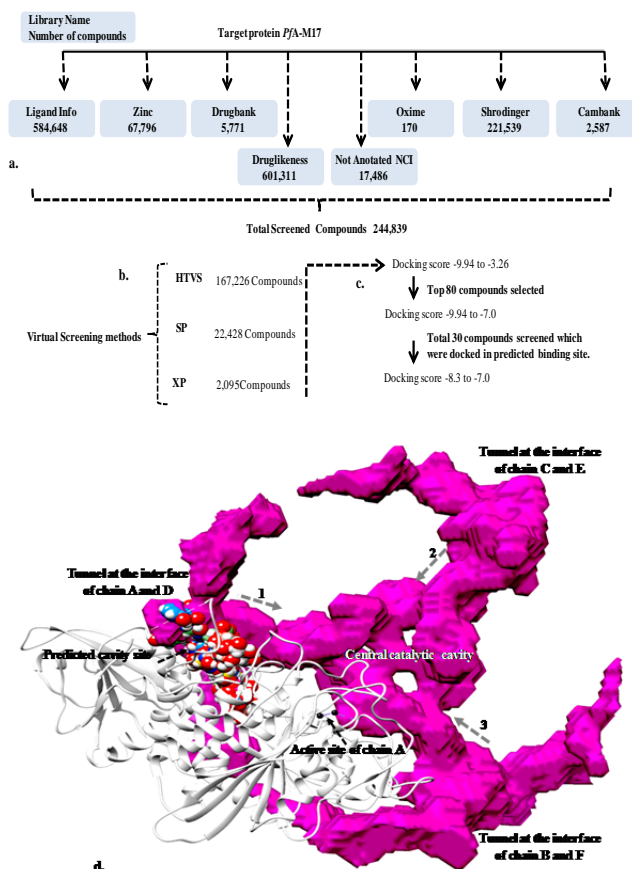 Library Name
Number of compounds
Target protein PfA-M17
Ligand Info
584,648
Zinc
67,796
Drugbank
5,771
Oxime
170
Shrodinger
221,539
Cambank
2,587
Druglikeness
601,311
Not Anotated NCI
17,486
a.
Total Screened Compounds 244,839
b.
HTVS
167,226 Compounds
Virtual Screening methods
SP
22,428 Compounds
XP
2,095Compounds
c.
Docking score -9.94 to -3.26
Top 80 compounds selected
Docking score -9.94 to -7.0
Total 30 compounds screened which
were docked in predicted binding site.
Docking score -8.3 to -7.0
Tunnel at the interface
of chain C and E
2
Tunnel at the interface
of chain A and D
1
Predicted cavity site
Central catalytic cavity
3
Active site of chain A
Tunnel at the interface
of chain B and F
d.